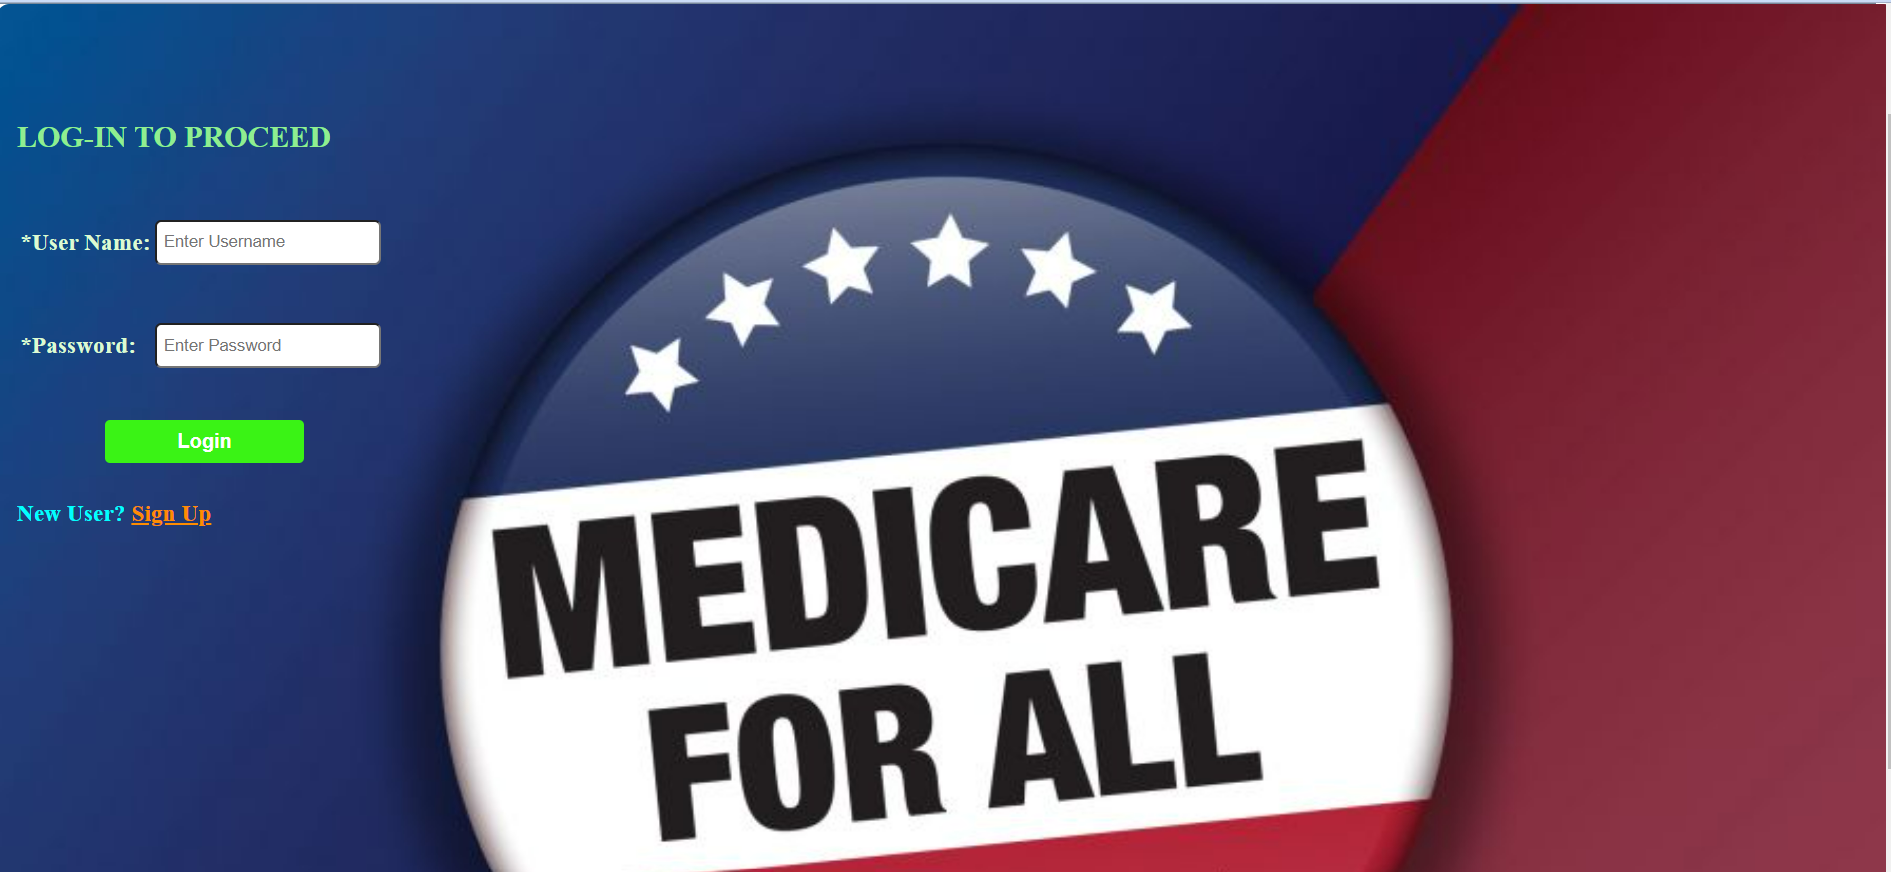 LOG-IN TO PROCEED
*User Name: Enter Username
*Password: Enter Password
Login
New User? Sign Up
MEDICARE
FOR ALL